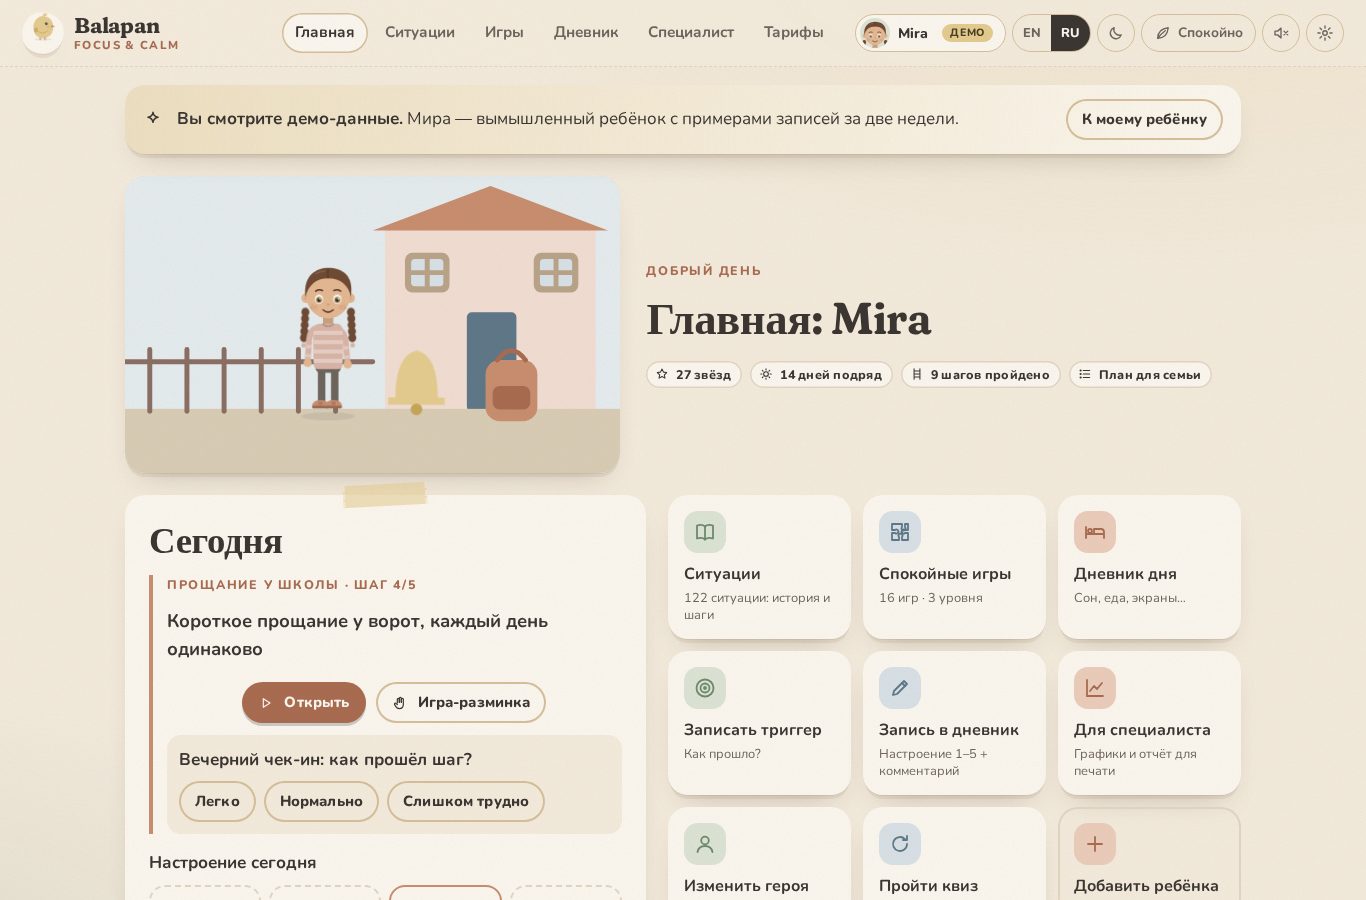 Balapan
FOCUS & CALM
Главная
Ситуации
Игры
Дневник
Специалист
Тарифы
Mira
ДЕМО
EN
RU
Спокойно
Вы смотрите демо-данные. Мира — вымышленный ребёнок с примерами записей за две недели.
К моему ребёнку
ДОБРЫЙ ДЕНЬ
Главная: Mira
27 звёзд
14 дней подряд
9 шагов пройдено
План для семьи
Сегодня
ПРОЩАНИЕ У ШКОЛЫ · ШАГ 4/5
Короткое прощание у ворот, каждый день
одинаково
Открыть
Игра-разминка
Вечерний чек-ин: как прошёл шаг?
Легко
Нормально
Слишком трудно
Настроение сегодня
Ситуации
122 ситуации: история и
шаги
Спокойные игры
16 игр · 3 уровня
Дневник дня
Сон, еда, экраны…
Записать триггер
Как прошло?
Запись в дневник
Настроение 1–5 +
комментарий
Для специалиста
Графики и отчёт для
печати
Изменить героя
Пройти квиз
Добавить ребёнка